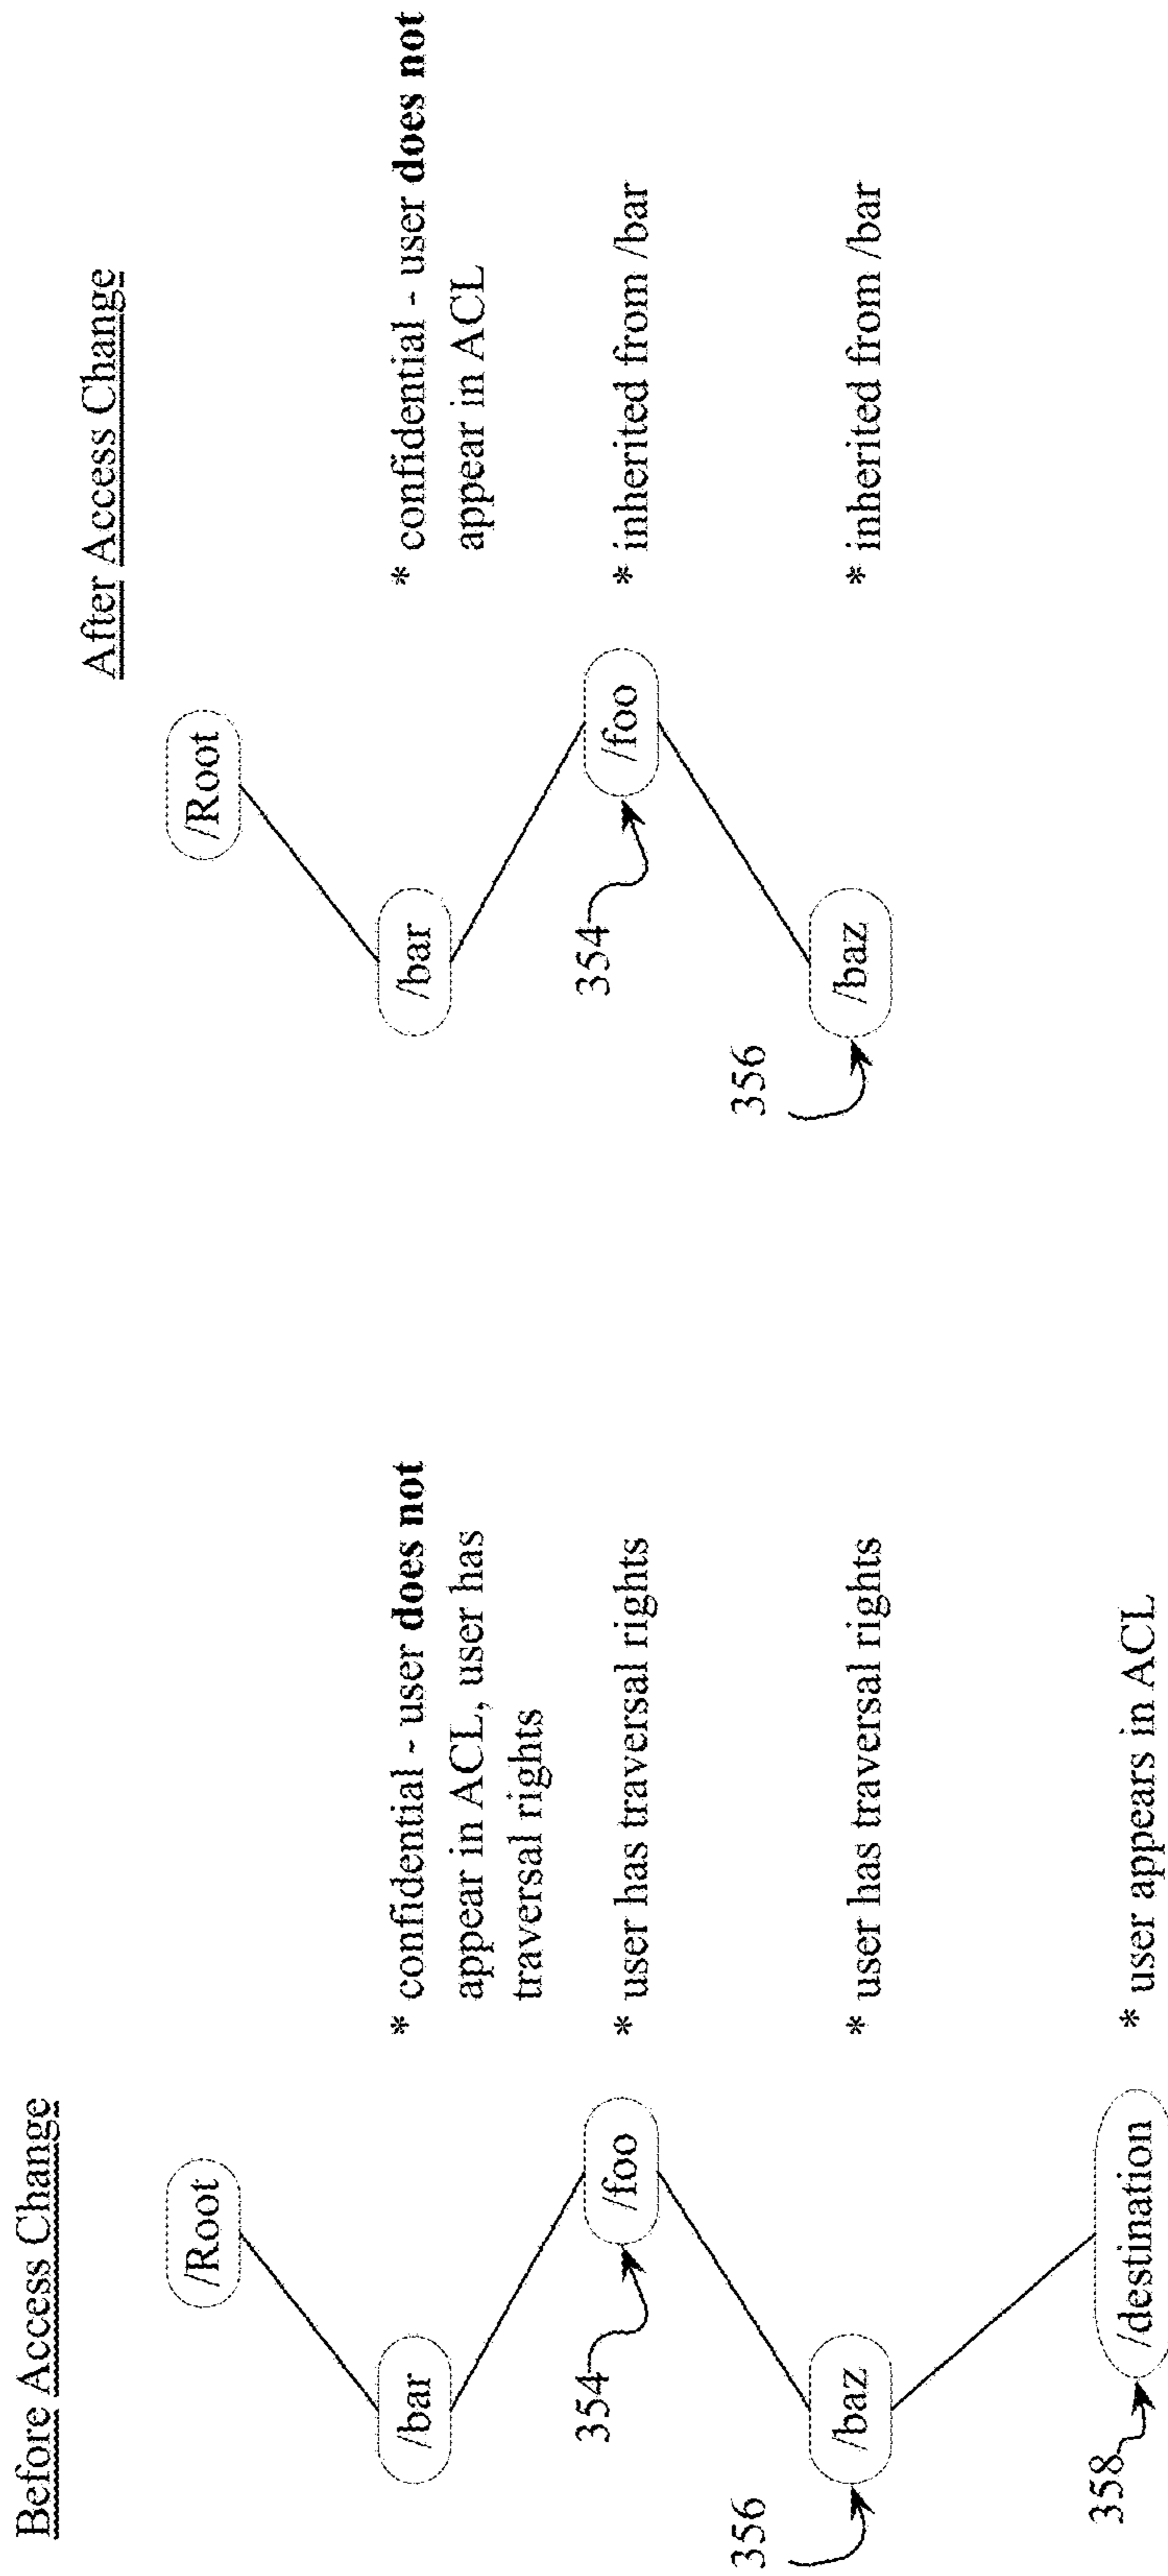 Before Access Change
/Root
/bar
* confidential - user does not
appear in ACL, user has
traversal rights
354
/foo
* user has traversal rights
356
/baz
* user has traversal rights
358
/destination
* user appears in ACL
After Access Change
/Root
/bar
* confidential - user does not
appear in ACL
354
/foo
* inherited from /bar
356
/baz
* inherited from /bar